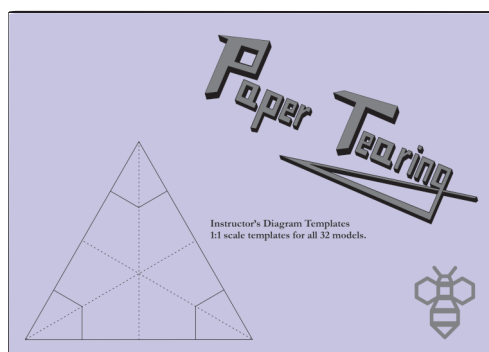 Paper
Tearing
Instructor's Diagram Templates
1:1 scale templates for all 32 models.